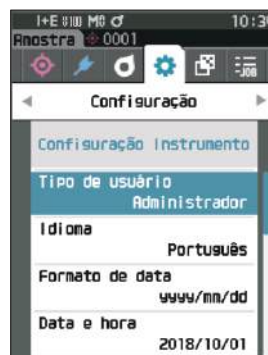 I+E M0
10:3
Amostra 0001
-JOB
Configuração
Configuração Instrumento
Tipo de usuário
Administrador
Idioma
Português
Formato de data
yyyy/mm/dd
Data e hora
2018/10/01